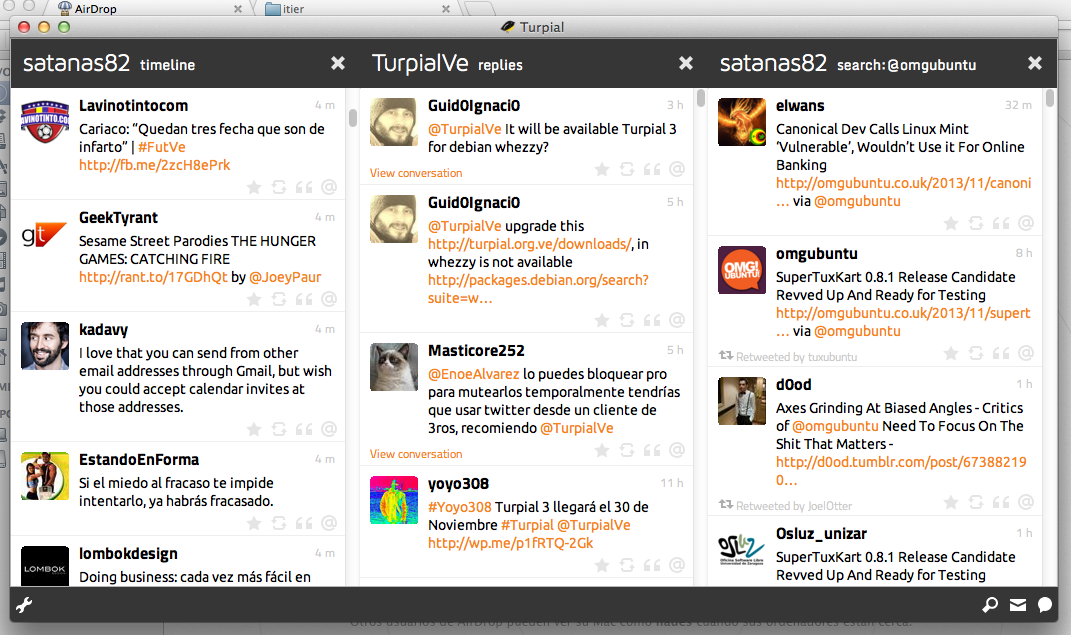 AirDrop
itier
Turpial
satanas82 timeline
Lavinotintocom 4 m
Cariaco: “Quedan tres fecha que son de
infarto” | #FutVe
http://fb.me/2zcH8ePrk
GeekTyrant 4 m
Sesame Street Parodies THE HUNGER
GAMES: CATCHING FIRE
http://rant.to/17GDhQt by @JoeyPaur
kadavy 4 m
I love that you can send from other
email addresses through Gmail, but wish
you could accept calendar invites at
those addresses.
EstandoEnForma 4 m
Si el miedo al fracaso te impide
intentarlo, ya habrás fracasado.
LOMBOK
lombokdesign 4 m
Doing business: cada vez más fácil en
TurpialVe replies
Guid0Ignaci0 3 h
@TurpialVe It will be available Turpial 3
for debian whezzy?
View conversation
Guid0Ignaci0 5 h
@TurpialVe upgrade this
http://turpial.org.ve/downloads/, in
whezzy is not available
http://packages.debian.org/search?
suite=w…
Masticore252 5 h
@EnoeAlvarez lo puedes bloquear pro
para mutearlos temporalmente tendrías
que usar twitter desde un cliente de
3ros, recomiendo @TurpialVe
View conversation
yoyo308 11 h
#Yoyo308 Turpial 3 llegará el 30 de
Noviembre #Turpial @TurpialVe
http://wp.me/p1fRTQ-2Gk
satanas82 search:@omgubuntu
elwans 32 m
Canonical Dev Calls Linux Mint
‘Vulnerable’, Wouldn’t Use it For Online
Banking
http://omgubuntu.co.uk/2013/11/canoni
… via @omgubuntu
OMG!
UBUNTU!
omgubuntu 8 h
SuperTuxKart 0.8.1 Release Candidate
Revved Up And Ready for Testing
http://omgubuntu.co.uk/2013/11/supert
… via @omgubuntu
Retweeted by tuxubuntu
d0od 1 h
Axes Grinding At Biased Angles - Critics
of @omgubuntu Need To Focus On The
Shit That Matters -
http://d0od.tumblr.com/post/67388219
0…
Retweeted by JoelOtter
Osluz_unizar 1 h
SuperTuxKart 0.8.1 Release Candidate
Revved Up And Ready for Testing